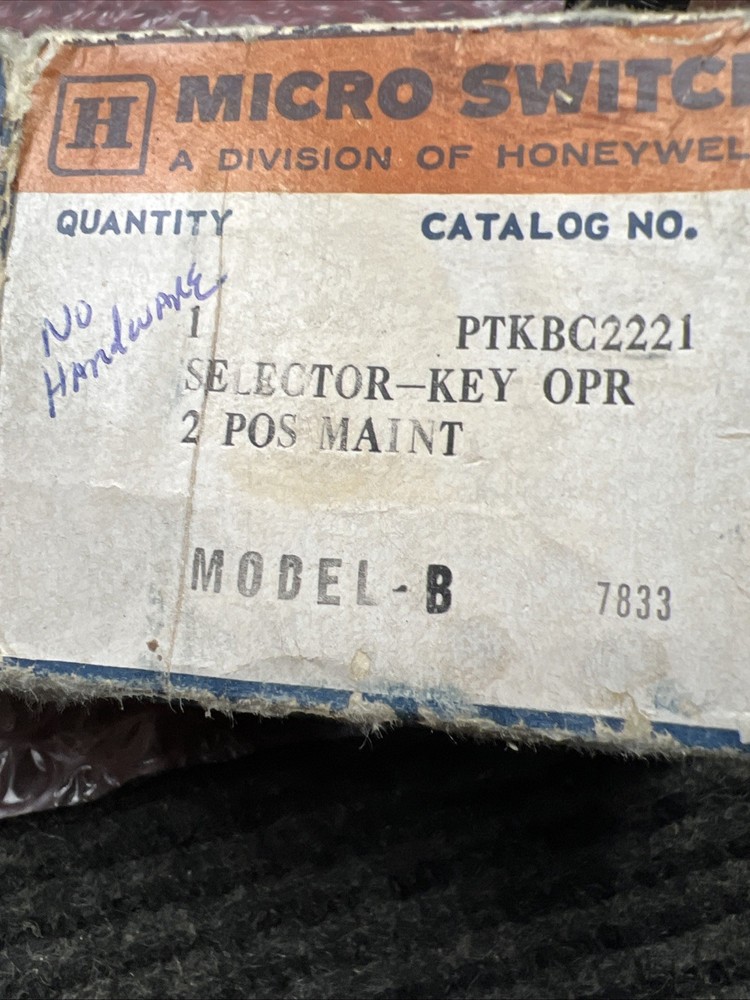 H MICRO SWITCH
A DIVISION OF HONEYWEL
QUANTITY CATALOG NO.
NO HARDWARE
1 PTKBC2221
SELECTOR-KEY OPR
2 POS MAINT
MODEL-B 7833